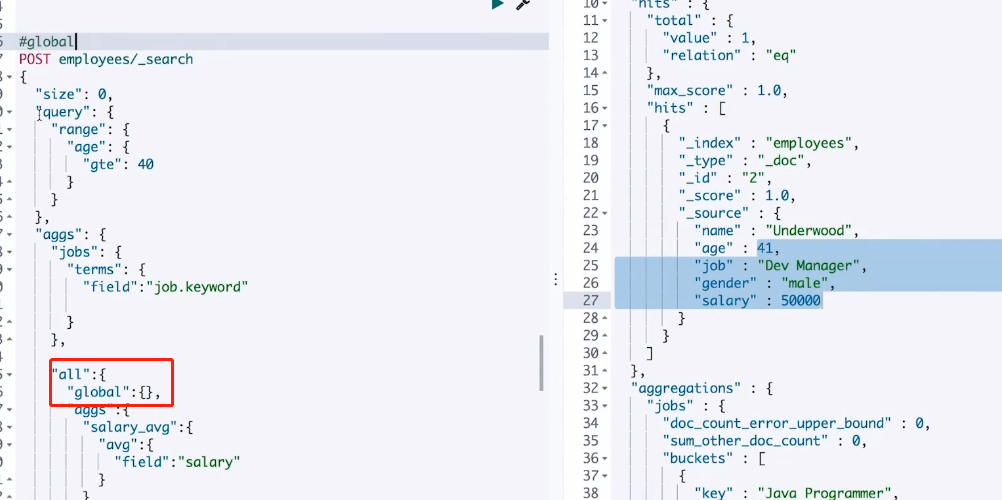 #global
POST employees/_search
{
"size": 0,
"query": {
"range": {
"age": {
"gte": 40
}
}
},
"aggs": {
"jobs": {
"terms": {
"field":"job.keyword"
}
},
"all":{
"global":{},
"aggs":{
"salary_avg":{
"avg":{
"field":"salary"
}
}
10 "hits" : {
11 "total" : {
12 "value" : 1,
13 "relation" : "eq"
14 },
15 "max_score" : 1.0,
16 "hits" : [
17 {
18 "_index" : "employees",
19 "_type" : "_doc",
20 "_id" : "2",
21 "_score" : 1.0,
22 "_source" : {
23 "name" : "Underwood",
24 "age" : 41,
25 "job" : "Dev Manager",
26 "gender" : "male",
27 "salary" : 50000
28 }
29 }
30 ]
31 },
32 "aggregations" : {
33 "jobs" : {
34 "doc_count_error_upper_bound" : 0,
35 "sum_other_doc_count" : 0,
36 "buckets" : [
37 {
38 "key" : "Java Programmer",